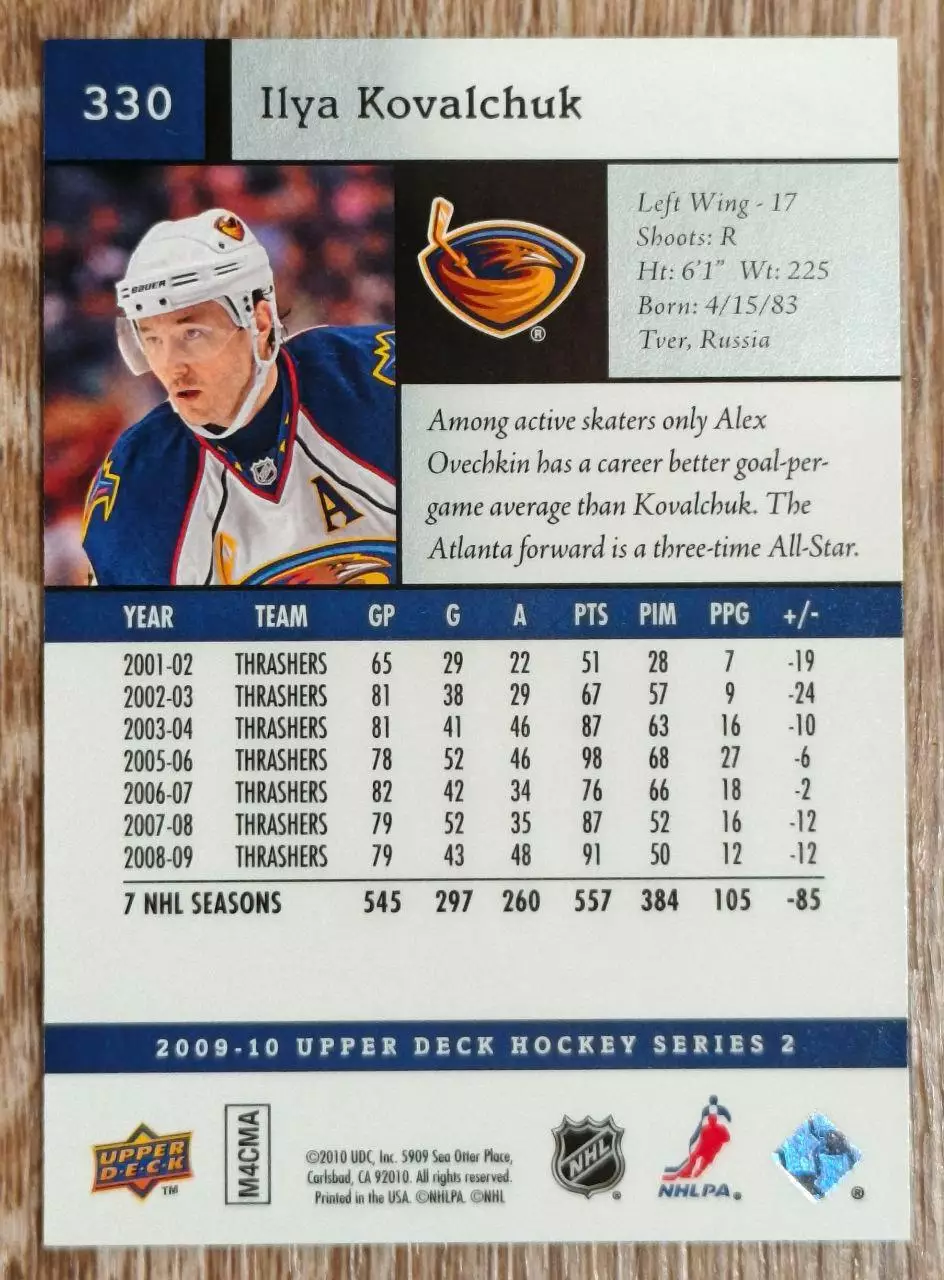 330
Ilya Kovalchuk
BAUER
A
NHL
®
Left Wing - 17
Shoots: R
Ht: 6'1" Wt: 225
Born: 4/15/83
Tver, Russia
Among active skaters only Alex
Ovechkin has a career better goal-per-
game average than Kovalchuk. The
Atlanta forward is a three-time All-Star.
YEAR TEAM GP G A PTS PIM PPG +/-
2001-02 THRASHERS 65 29 22 51 28 7 -19
2002-03 THRASHERS 81 38 29 67 57 9 -24
2003-04 THRASHERS 81 41 46 87 63 16 -10
2005-06 THRASHERS 78 52 46 98 68 27 -6
2006-07 THRASHERS 82 42 34 76 66 18 -2
2007-08 THRASHERS 79 52 35 87 52 16 -12
2008-09 THRASHERS 79 43 48 91 50 12 -12
7 NHL SEASONS 545 297 260 557 384 105 -85
2009-10 UPPER DECK HOCKEY SERIES 2
UPPER
D·E·C·K
TM
M4CMA
©2010 UDC, Inc. 5909 Sea Otter Place,
Carlsbad, CA 92010. All rights reserved.
Printed in the USA. ©NHLPA. ©NHL
NHL
®
NHLPA®
®